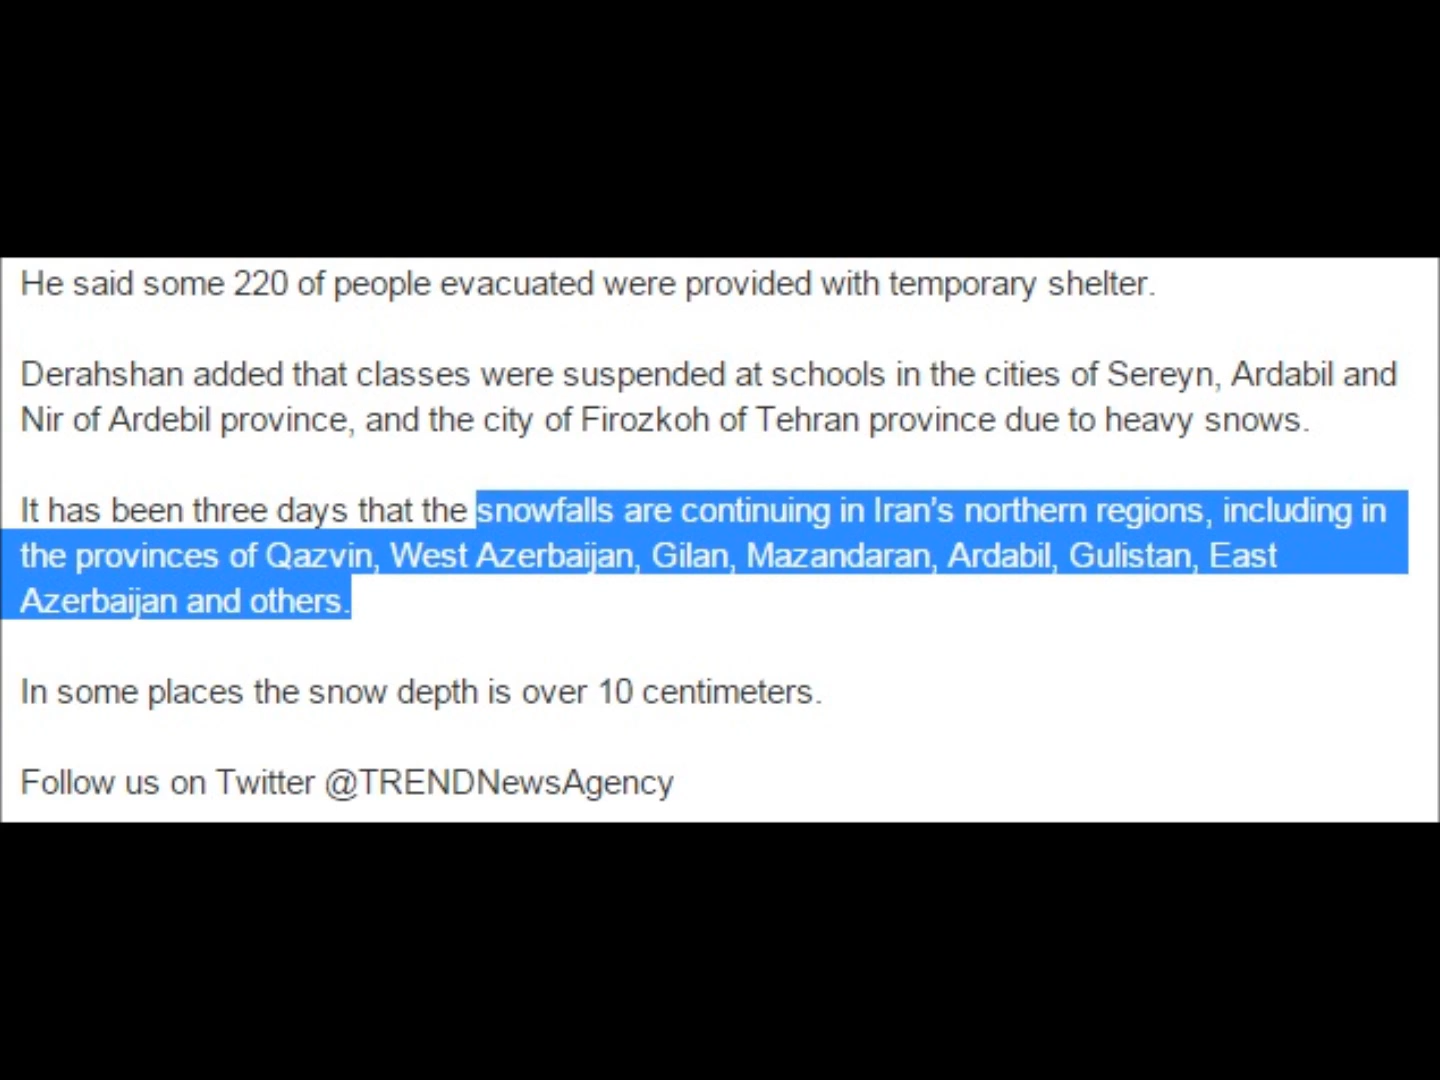 He said some 220 of people evacuated were provided with temporary shelter.
Derahshan added that classes were suspended at schools in the cities of Sereyn, Ardabil and
Nir of Ardebil province, and the city of Firozkoh of Tehran province due to heavy snows.
It has been three days that the snowfalls are continuing in Iran's northern regions, including in
the provinces of Qazvin, West Azerbaijan, Gilan, Mazandaran, Ardabil, Gulistan, East
Azerbaijan and others.
In some places the snow depth is over 10 centimeters.
Follow us on Twitter @TRENDNewsAgency